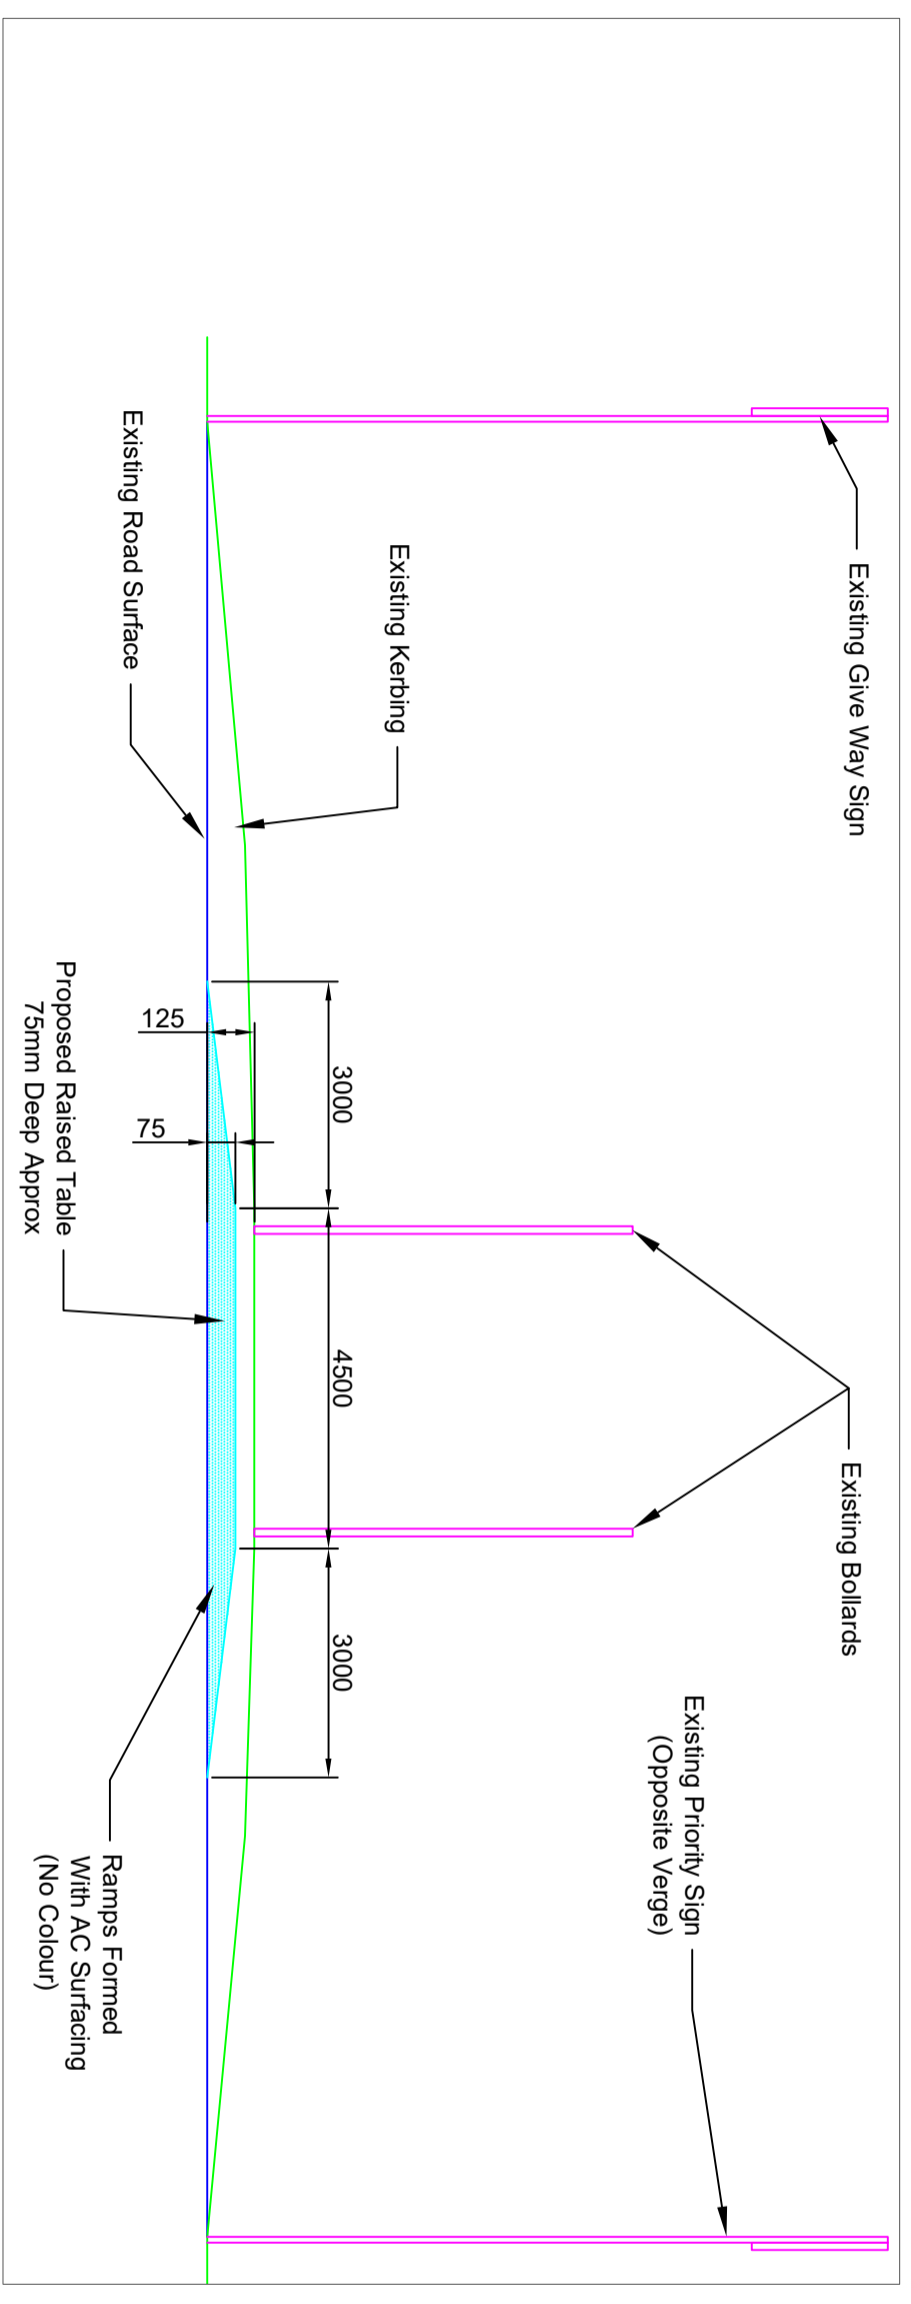 Existing Give Way Sign
Existing Bollards
Existing Priority Sign
(Opposite Verge)
Existing Kerbing
3000
4500
3000
125
75
Existing Road Surface
Proposed Raised Table
75mm Deep Approx
Ramps Formed
With AC Surfacing
(No Colour)